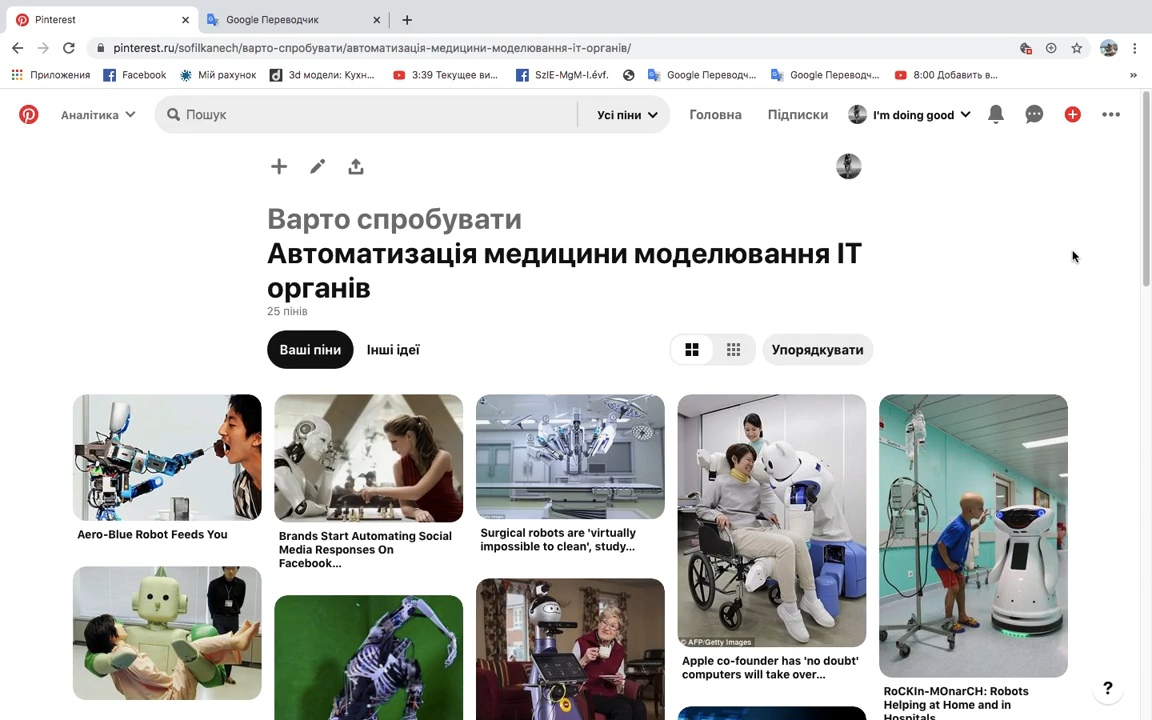 Pinterest
Google Переводчик
pinterest.ru/sofilkanech/варто-спробувати/автоматизація-медицини-моделювання-іт-органів/
Приложения
Facebook
Мій рахунок
3d модели: Кухн...
3:39 Текущее ви...
SzIE-MgM-I.évf.
Google Переводч...
Google Переводч...
8:00 Добавить в...
Аналітика
Пошук
Усі піни
Головна
Підписки
I'm doing good
Варто спробувати
Автоматизація медицини моделювання ІТ
органів
25 пінів
Ваші піни
Інші ідеї
Упорядкувати
Aero-Blue Robot Feeds You
Brands Start Automating Social
Media Responses On
Facebook...
Surgical robots are 'virtually
impossible to clean', study...
© AFP/Getty Images
Apple co-founder has 'no doubt'
computers will take over...
RoCKIn-MOnarCH: Robots
Helping at Home and in
Hospitals
?